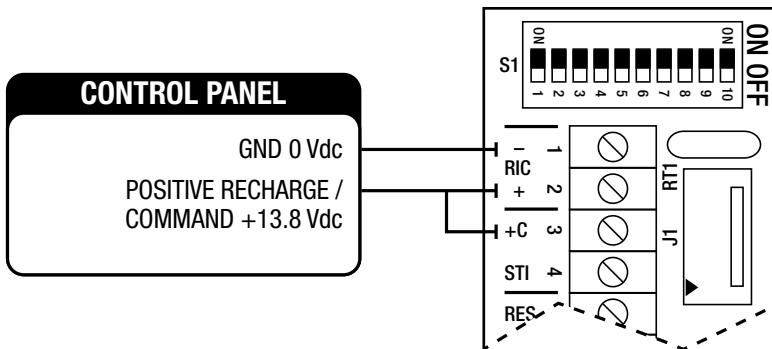 CONTROL PANEL
GND 0 Vdc
POSITIVE RECHARGE /
COMMAND +13.8 Vdc
S1
ON ON
1 2 3 4 5 6 7 8 9 10
ON OFF
– 1
RIC
+ 2
+C 3
STI 4
RES
RT1
J1